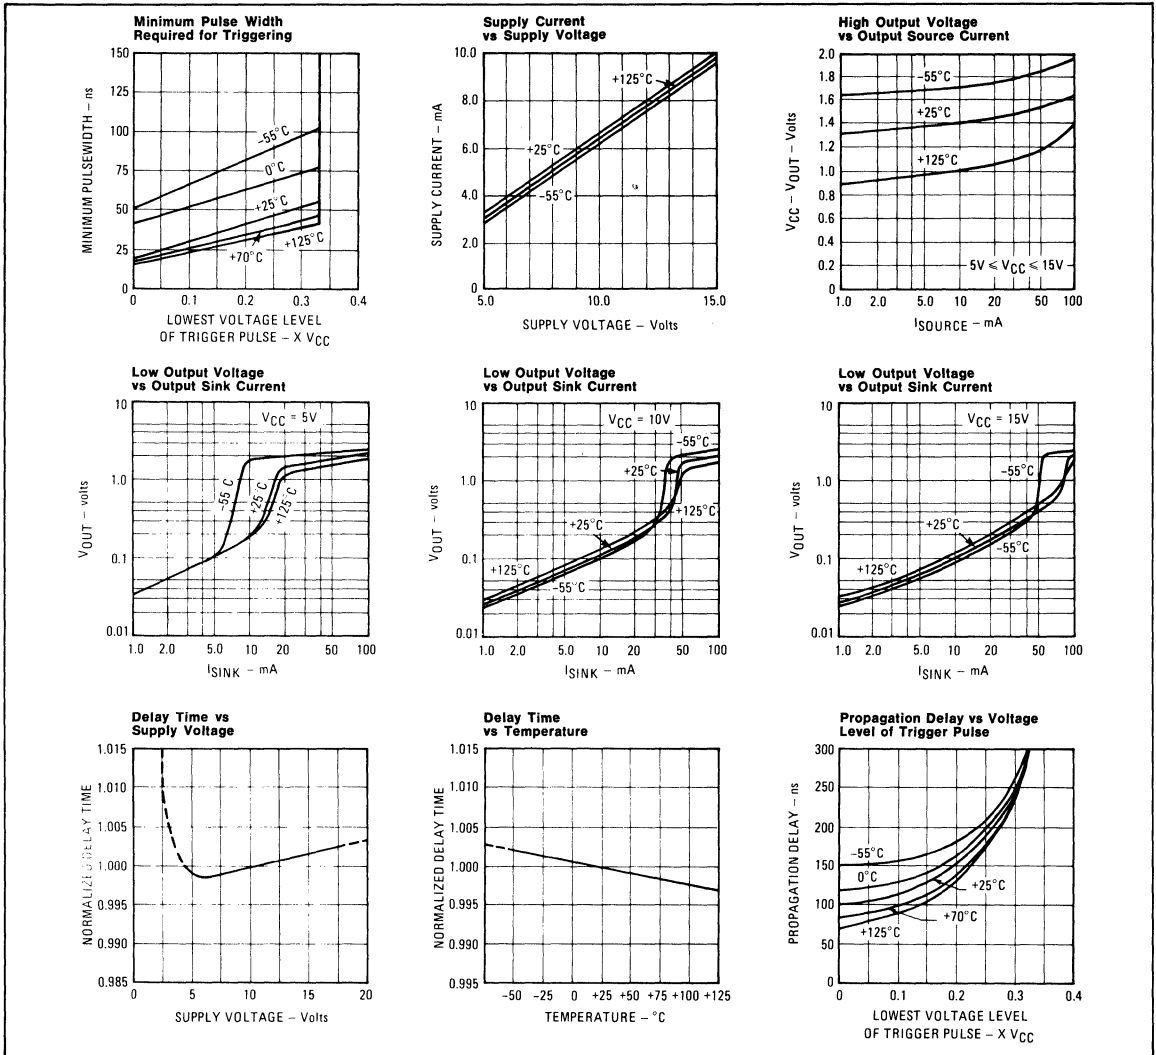 Minimum Pulse Width
Required for Triggering
150
125
100
75
50
25
0
MINIMUM PULSEWIDTH – ns
-55°C
0°C
+25°C
+70°C
+125°C
0 0.1 0.2 0.3 0.4
LOWEST VOLTAGE LEVEL
OF TRIGGER PULSE – X VCC
Supply Current
vs Supply Voltage
10.0
8.0
6.0
4.0
2.0
0
SUPPLY CURRENT – mA
+125°C
+25°C
-55°C
5.0 10.0 15.0
SUPPLY VOLTAGE – Volts
High Output Voltage
vs Output Source Current
2.0
1.8
1.6
1.4
1.2
1.0
0.8
0.6
0.4
0.2
0
VCC – VOUT – Volts
-55°C
+25°C
+125°C
5V ⩽ VCC ⩽ 15V
1.0 2.0 5.0 10 20 50 100
ISOURCE – mA
Low Output Voltage
vs Output Sink Current
10
1.0
0.1
0.01
VOUT – volts
VCC = 5V
-55°C
+25°C
+125°C
1.0 2.0 5.0 10 20 50 100
ISINK – mA
Low Output Voltage
vs Output Sink Current
10
1.0
0.1
0.01
VOUT – volts
VCC = 10V
-55°C
+25°C
+125°C
+25°C
+125°C
-55°C
1.0 2.0 5.0 10 20 50 100
ISINK – mA
Low Output Voltage
vs Output Sink Current
10
1.0
0.1
0.01
VOUT – volts
VCC = 15V
-55°C
+25°C
-55°C
+125°C
1.0 2.0 5.0 10 20 50 100
ISINK – mA
Delay Time vs
Supply Voltage
1.015
1.010
1.005
1.000
0.995
0.990
0.985
NORMALIZED DELAY TIME
0 5 10 15 20
SUPPLY VOLTAGE – Volts
Delay Time
vs Temperature
1.015
1.010
1.005
1.000
0.995
0.990
0.995
NORMALIZED DELAY TIME
-50 -25 0 +25 +50 +75 +100 +125
TEMPERATURE – °C
Propagation Delay vs Voltage
Level of Trigger Pulse
300
250
200
150
100
50
0
PROPAGATION DELAY – ns
-55°C
0°C
+25°C
+70°C
+125°C
0 0.1 0.2 0.3 0.4
LOWEST VOLTAGE LEVEL
OF TRIGGER PULSE – X VCC